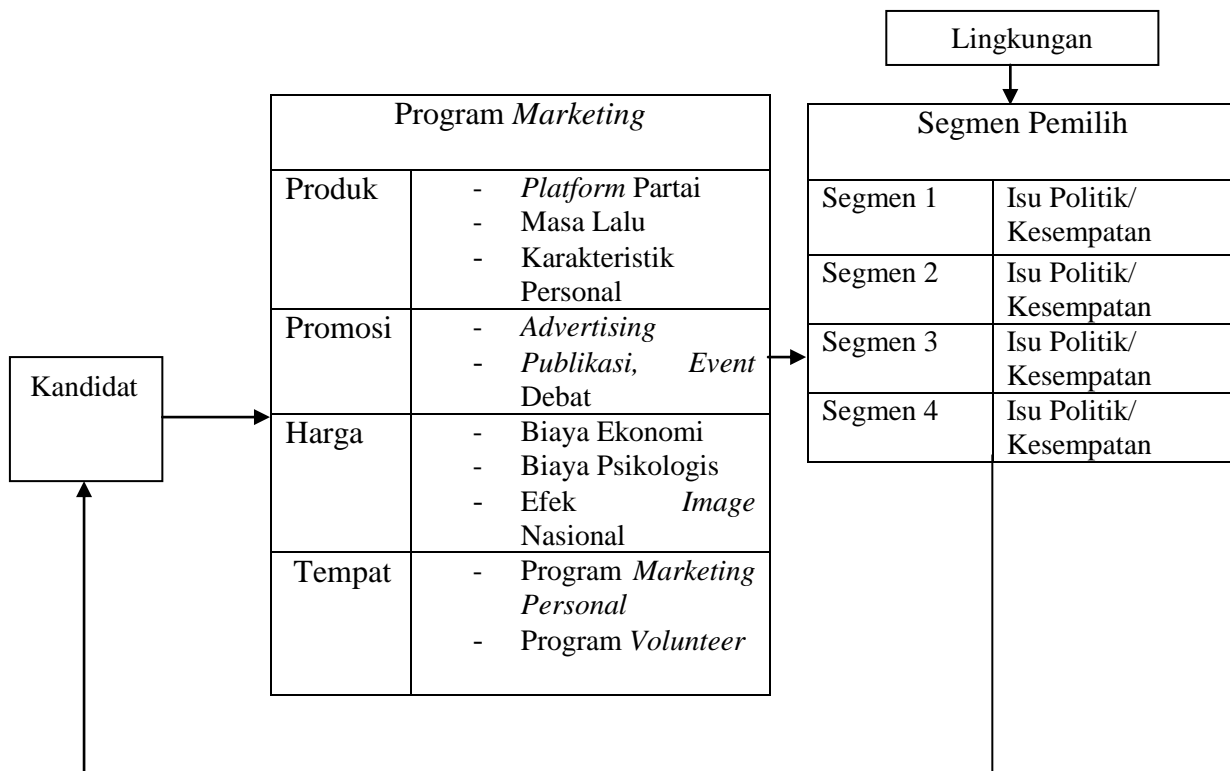 Lingkungan
Program Marketing
Segmen Pemilih
Produk
- Platform Partai
- Masa Lalu
- Karakteristik
Personal
Promosi
- Advertising
- Publikasi, Event
Debat
Harga
- Biaya Ekonomi
- Biaya Psikologis
- Efek Image
Nasional
Tempat
- Program Marketing
Personal
- Program Volunteer
Segmen 1
Isu Politik/
Kesempatan
Segmen 2
Isu Politik/
Kesempatan
Segmen 3
Isu Politik/
Kesempatan
Segmen 4
Isu Politik/
Kesempatan
Kandidat